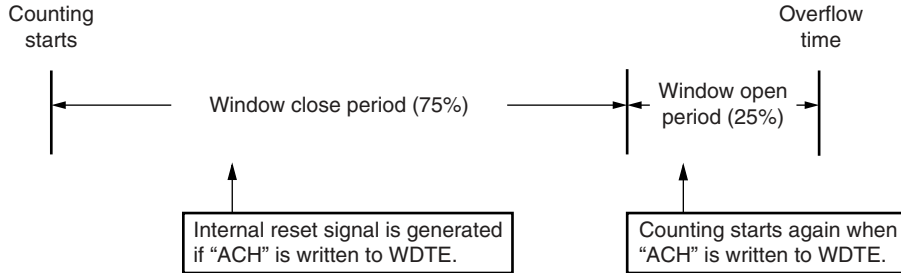 Counting
starts
Overflow
time
Window close period (75%)
Window open
period (25%)
Internal reset signal is generated
if “ACH” is written to WDTE.
Counting starts again when
“ACH” is written to WDTE.